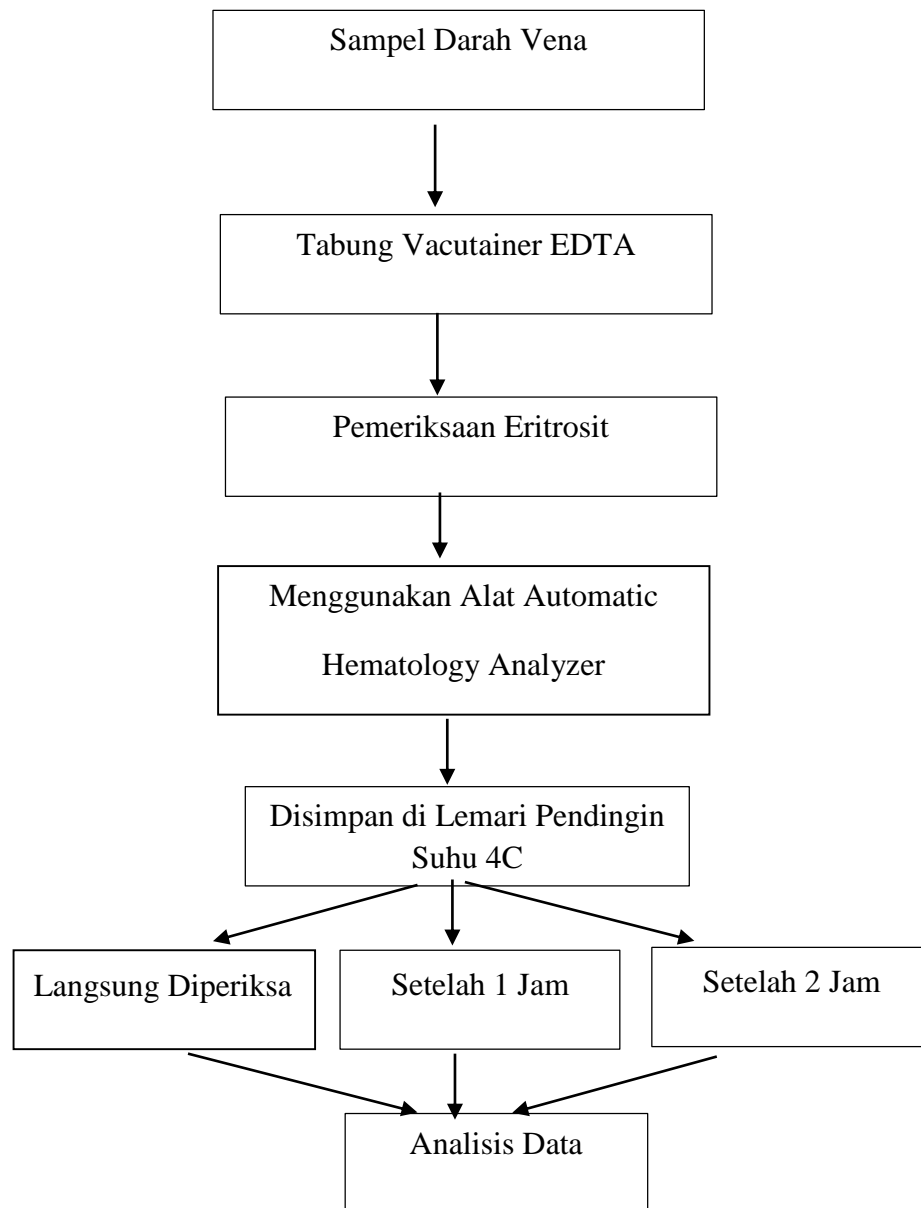 Sampel Darah Vena
Tabung Vacutainer EDTA
Pemeriksaan Eritrosit
Menggunakan Alat Automatic
Hematology Analyzer
Disimpan di Lemari Pendingin
Suhu 4C
Langsung Diperiksa
Setelah 1 Jam
Setelah 2 Jam
Analisis Data